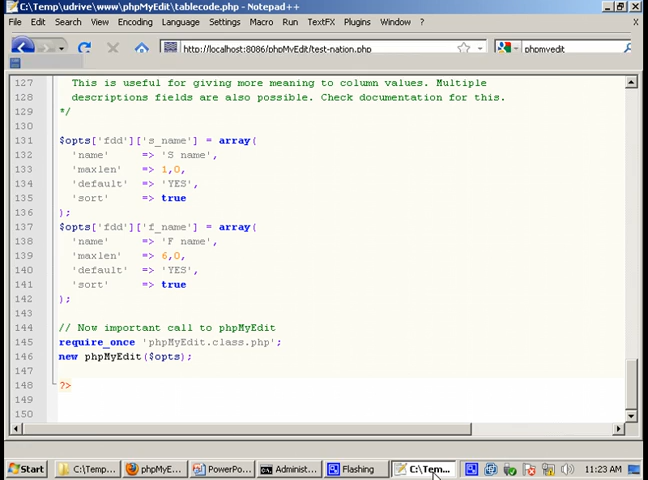 C:\Temp\udrive\www\phpMyEdit\tablecode.php - Notepad++
File Edit Search View Encoding Language Settings Macro Run TextFX Plugins Window ?
http://localhost:8086/phpMyEdit/test-nation.php
phpmyedit
127 This is useful for giving more meaning to column values. Multiple
128 descriptions fields are also possible. Check documentation for this.
129 */
130
131 $opts['fdd']['s_name'] = array(
132 'name' => 'S name',
133 'maxlen' => 1,0,
134 'default' => 'YES',
135 'sort' => true
136 );
137 $opts['fdd']['f_name'] = array(
138 'name' => 'F name',
139 'maxlen' => 6,0,
140 'default' => 'YES',
141 'sort' => true
142 );
143
144 // Now important call to phpMyEdit
145 require_once 'phpMyEdit.class.php';
146 new phpMyEdit($opts);
147
148 ?>
149
150
Start C:\Temp... phpMyE... PowerPo... Administ... Flashing C:\Tem... 11:23 AM